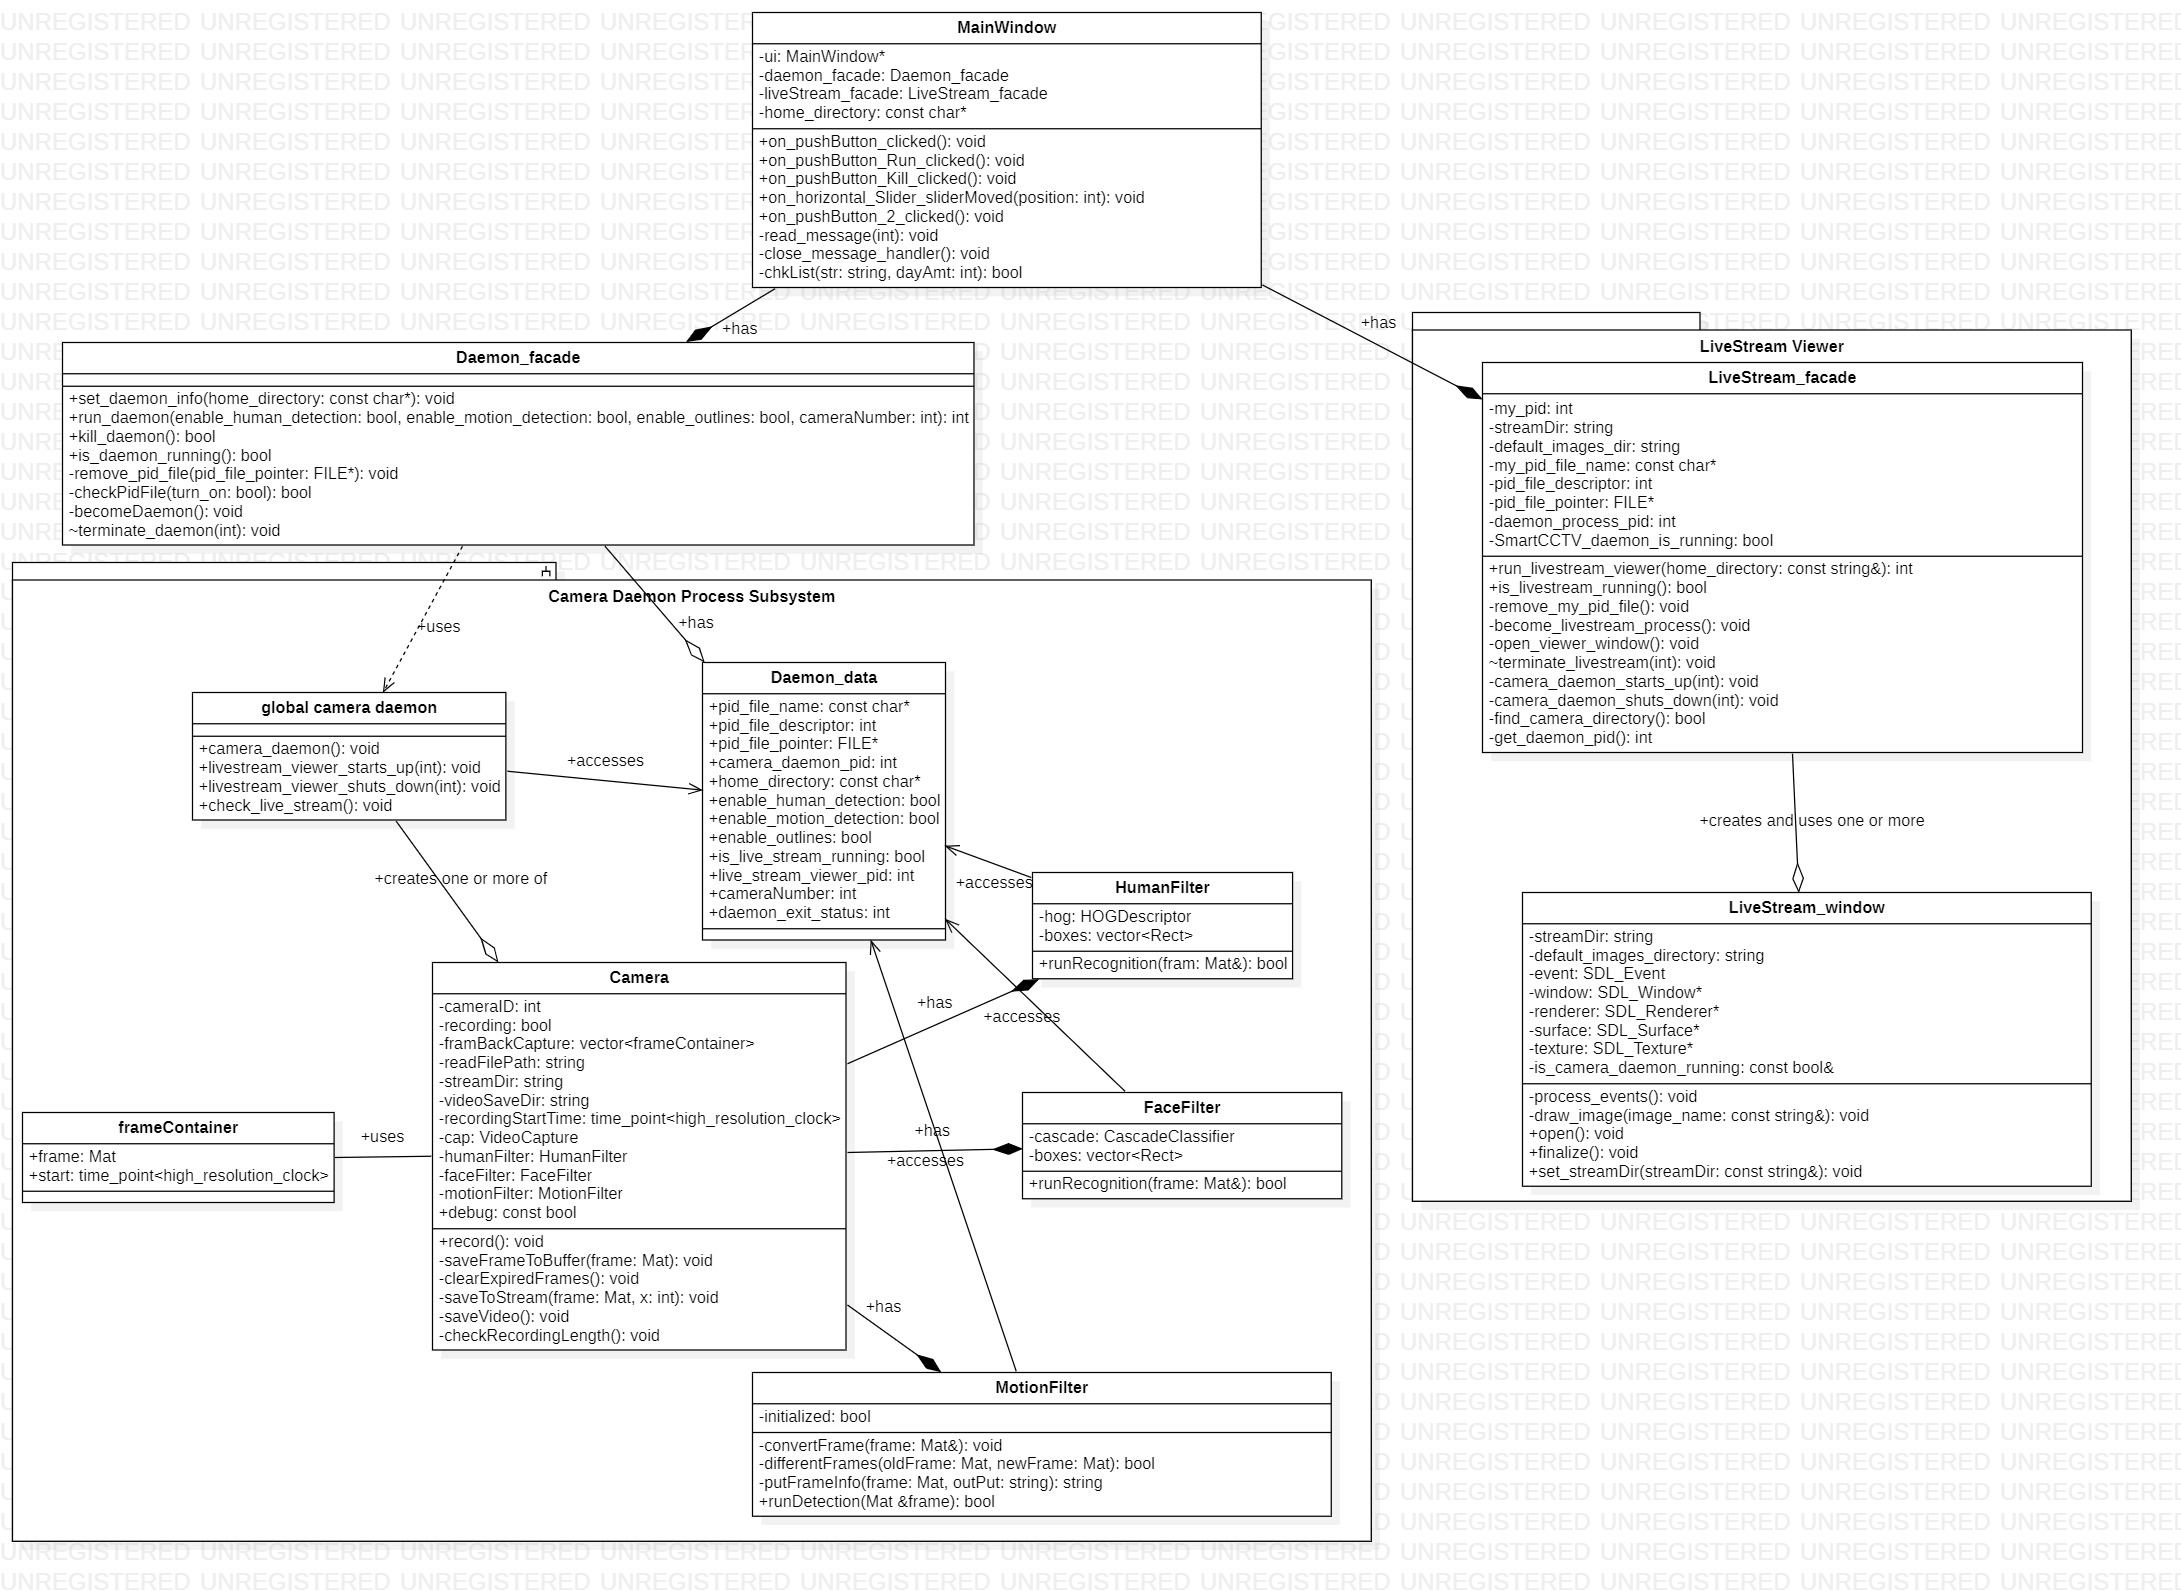 MainWindow
-ui: MainWindow*
-daemon_facade: Daemon_facade
-liveStream_facade: LiveStream_facade
-home_directory: const char*
+on_pushButton_clicked(): void
+on_pushButton_Run_clicked(): void
+on_pushButton_Kill_clicked(): void
+on_horizontal_Slider_sliderMoved(position: int): void
+on_pushButton_2_clicked(): void
-read_message(int): void
-close_message_handler(): void
-chkList(str: string, dayAmt: int): bool
+has
+has
Daemon_facade
+set_daemon_info(home_directory: const char*): void
+run_daemon(enable_human_detection: bool, enable_motion_detection: bool, enable_outlines: bool, cameraNumber: int): int
+kill_daemon(): bool
+is_daemon_running(): bool
-remove_pid_file(pid_file_pointer: FILE*): void
-checkPidFile(turn_on: bool): bool
-becomeDaemon(): void
~terminate_daemon(int): void
Camera Daemon Process Subsystem
+uses
+has
global camera daemon
+camera_daemon(): void
+livestream_viewer_starts_up(int): void
+livestream_viewer_shuts_down(int): void
+check_live_stream(): void
+accesses
Daemon_data
+pid_file_name: const char*
+pid_file_descriptor: int
+pid_file_pointer: FILE*
+camera_daemon_pid: int
+home_directory: const char*
+enable_human_detection: bool
+enable_motion_detection: bool
+enable_outlines: bool
+is_live_stream_running: bool
+live_stream_viewer_pid: int
+cameraNumber: int
+daemon_exit_status: int
+creates one or more of
+accesses
HumanFilter
-hog: HOGDescriptor
-boxes: vector<Rect>
+runRecognition(fram: Mat&): bool
Camera
-cameraID: int
-recording: bool
-framBackCapture: vector<frameContainer>
-readFilePath: string
-streamDir: string
-videoSaveDir: string
-recordingStartTime: time_point<high_resolution_clock>
-cap: VideoCapture
-humanFilter: HumanFilter
-faceFilter: FaceFilter
-motionFilter: MotionFilter
+debug: const bool
+record(): void
-saveFrameToBuffer(frame: Mat): void
-clearExpiredFrames(): void
-saveToStream(frame: Mat, x: int): void
-saveVideo(): void
-checkRecordingLength(): void
+has
+accesses
frameContainer
+frame: Mat
+start: time_point<high_resolution_clock>
+uses
+has
+accesses
FaceFilter
-cascade: CascadeClassifier
-boxes: vector<Rect>
+runRecognition(frame: Mat&): bool
+has
MotionFilter
-initialized: bool
-convertFrame(frame: Mat&): void
-differentFrames(oldFrame: Mat, newFrame: Mat): bool
-putFrameInfo(frame: Mat, outPut: string): string
+runDetection(Mat &frame): bool
LiveStream Viewer
LiveStream_facade
-my_pid: int
-streamDir: string
-default_images_dir: string
-my_pid_file_name: const char*
-pid_file_descriptor: int
-pid_file_pointer: FILE*
-daemon_process_pid: int
-SmartCCTV_daemon_is_running: bool
+run_livestream_viewer(home_directory: const string&): int
+is_livestream_running(): bool
-remove_my_pid_file(): void
-become_livestream_process(): void
-open_viewer_window(): void
~terminate_livestream(int): void
-camera_daemon_starts_up(int): void
-camera_daemon_shuts_down(int): void
-find_camera_directory(): bool
-get_daemon_pid(): int
+creates and uses one or more
LiveStream_window
-streamDir: string
-default_images_directory: string
-event: SDL_Event
-window: SDL_Window*
-renderer: SDL_Renderer*
-surface: SDL_Surface*
-texture: SDL_Texture*
-is_camera_daemon_running: const bool&
-process_events(): void
-draw_image(image_name: const string&): void
+open(): void
+finalize(): void
+set_streamDir(streamDir: const string&): void
UNREGISTERED